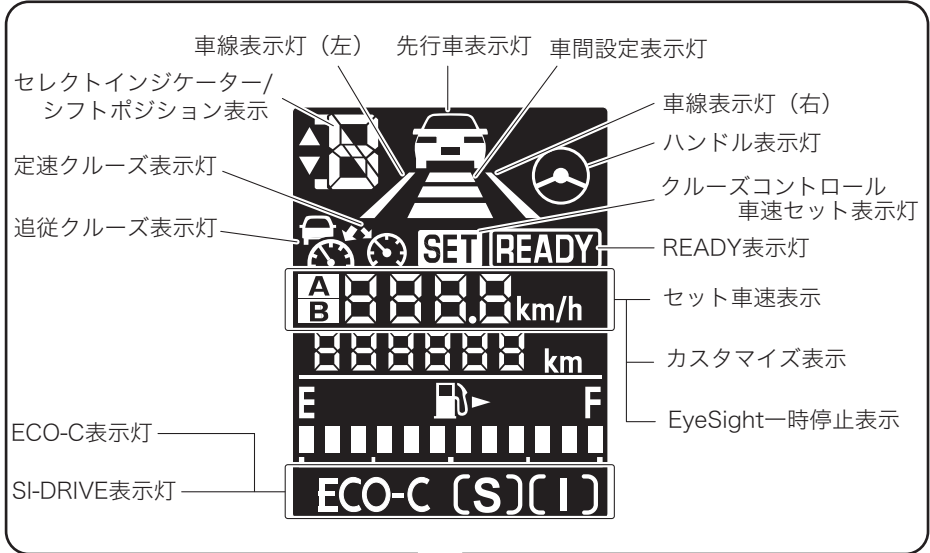 車線表示灯（左）
先行車表示灯
車間設定表示灯
セレクトインジケーター/
シフトポジション表示
車線表示灯（右）
ハンドル表示灯
定速クルーズ表示灯
クルーズコントロール
車速セット表示灯
追従クルーズ表示灯
SET
READY
READY表示灯
A
B
888.8 km/h
セット車速表示
888888 km
カスタマイズ表示
E
F
EyeSight一時停止表示
ECO-C表示灯
SI-DRIVE表示灯
ECO-C [S][I]